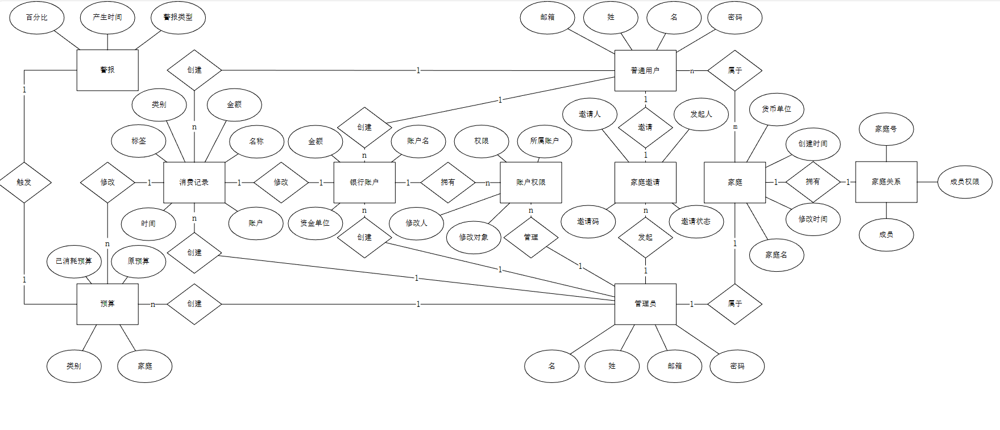 百分比
产生时间
警报类型
邮箱
姓
名
密码
警报
创建
1
普通用户
n
属于
1
类别
金额
1
1
货币单位
邀请人
邀请
发起人
n
创建
m
家庭号
标签
名称
金额
账户名
权限
所属账户
创建时间
n
1
触发
修改
1
消费记录
1
修改
1
银行账户
1
拥有
n
账户权限
家庭邀请
家庭
1
拥有
1
家庭关系
成员权限
n
n
n
n
时间
账户
资金单位
修改人
邀请码
邀请状态
修改时间
成员
修改对象
创建
管理
发起
n
1
创建
家庭名
已消耗预算
原预算
1
1
1
1
1
预算
n
创建
1
管理员
1
属于
类别
家庭
名
姓
邮箱
密码